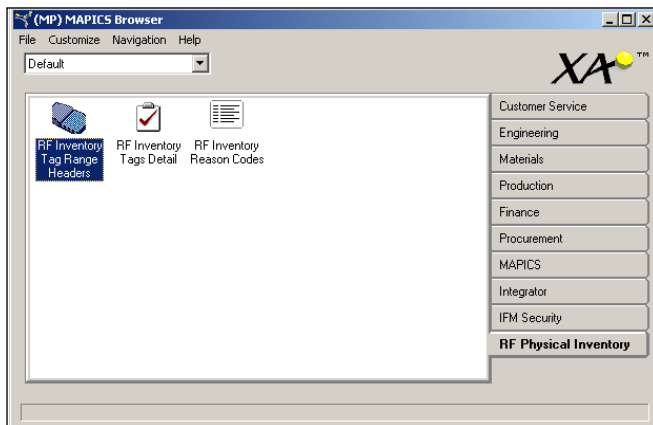 (MP) MAPICS Browser
File Customize Navigation Help
Default
XA™
RF Inventory
Tag Range
Headers
RF Inventory
Tags Detail
RF Inventory
Reason Codes
Customer Service
Engineering
Materials
Production
Finance
Procurement
MAPICS
Integrator
IFM Security
RF Physical Inventory